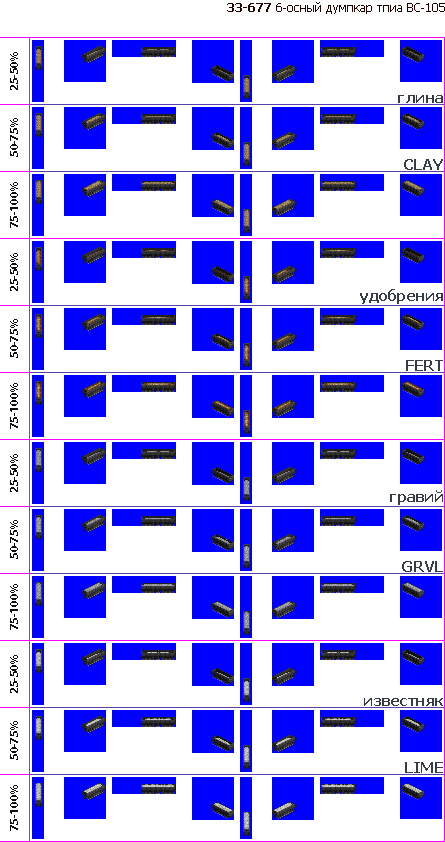 33-677 6-осный думпкар тпиа ВС-105
25-50%
глина
50-75%
CLAY
75-100%
25-50%
удобрения
50-75%
FERT
75-100%
25-50%
гравий
50-75%
GRVL
75-100%
25-50%
известняк
50-75%
LIME
75-100%